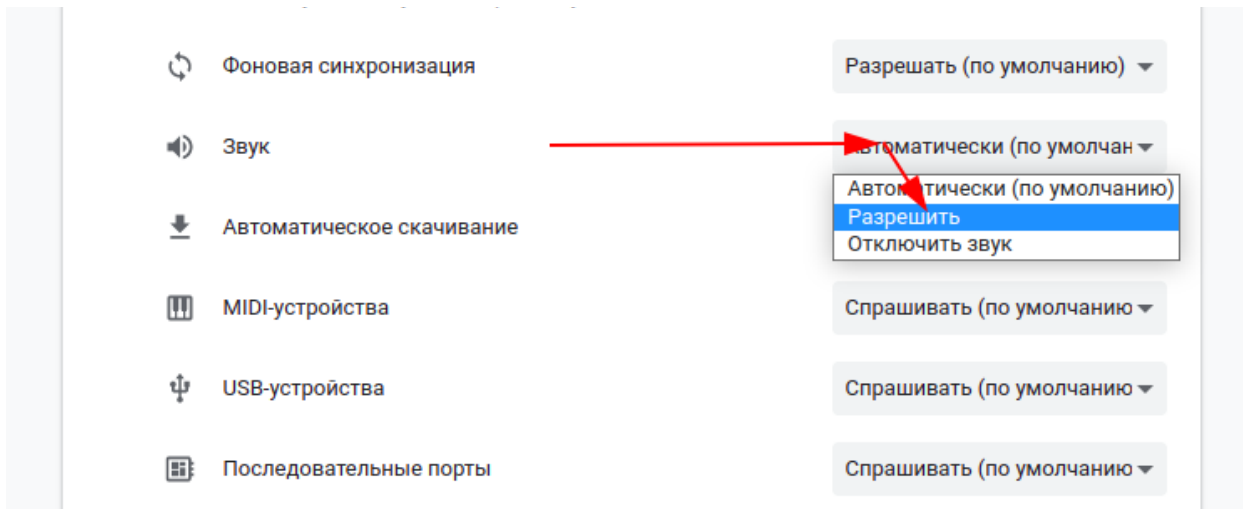 Фоновая синхронизация
Разрешать (по умолчанию)
Звук
Автоматически (по умолчан
Автоматически (по умолчанию)
Разрешить
Автоматическое скачивание
Отключить звук
MIDI-устройства
Спрашивать (по умолчанию
USB-устройства
Спрашивать (по умолчанию
Последовательные порты
Спрашивать (по умолчанию